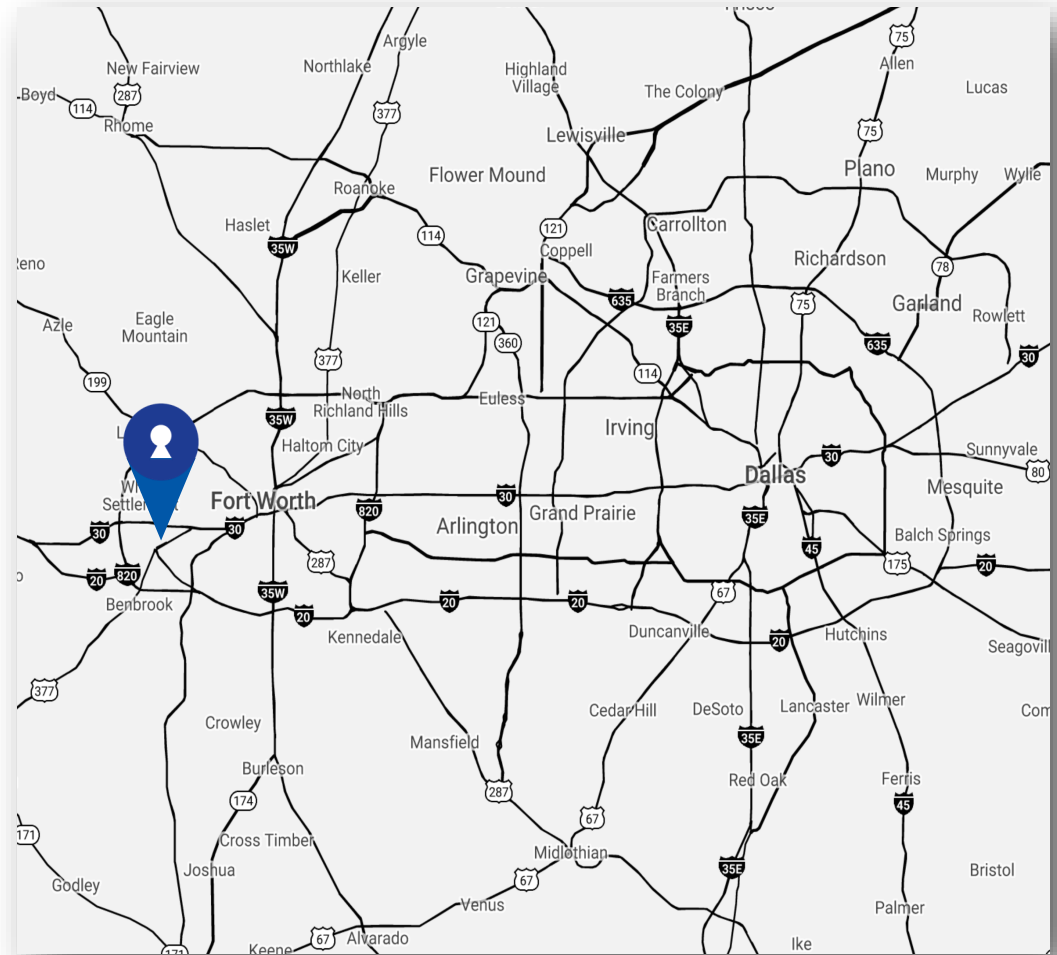 Argyle
75
New Fairview
Northlake
Highland
Village
Allen
287
The Colony
Lucas
Boyd
114
377
Rhome
75
Lewisville
Flower Mound
Plano
Murphy
Wylie
Roanoke
Haslet
35W
114
121
Carrollton
Coppell
Richardson
78
Keller
Grapevine
Farmers
Branch
635
75
Garland
Rowlett
Azle
Eagle
Mountain
121
360
35E
635
30
377
114
199
North
Richland Hills
Euless
35W
Irving
Haltom City
30
Sunnyvale
80
Dallas
Mesquite
Fort Worth
30
820
Grand Prairie
Arlington
35E
30
30
45
Balch Springs
287
175
20
20
820
35W
67
Benbrook
20
20
20
Kennedale
Duncanville
20
Hutchins
377
Cedar Hill
DeSoto
Lancaster
Wilmer
Crowley
Mansfield
35E
Burleson
Red Oak
Ferris
174
287
45
67
171
Cross Timber
Midlothian
Joshua
35E
Godley
67
Bristol
Venus
Palmer
67
Alvarado
Ike
Keene
171